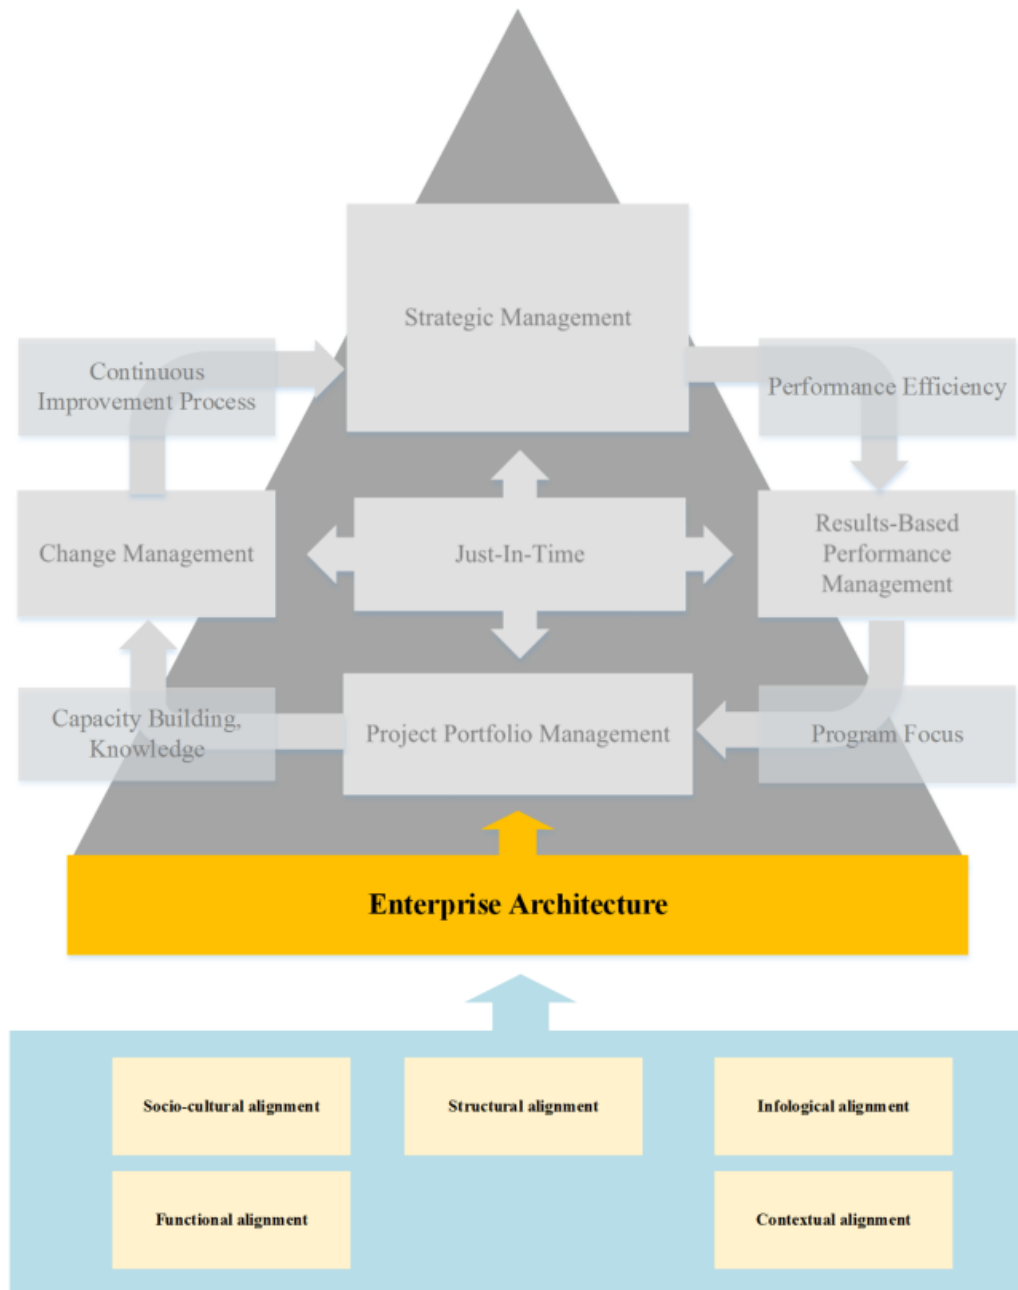 Strategic Management
Continuous
Improvement Process
Performance Efficiency
Change Management
Just-In-Time
Results-Based
Performance
Management
Capacity Building,
Knowledge
Project Portfolio Management
Program Focus
Enterprise Architecture
Socio-cultural alignment
Structural alignment
Infological alignment
Functional alignment
Contextual alignment